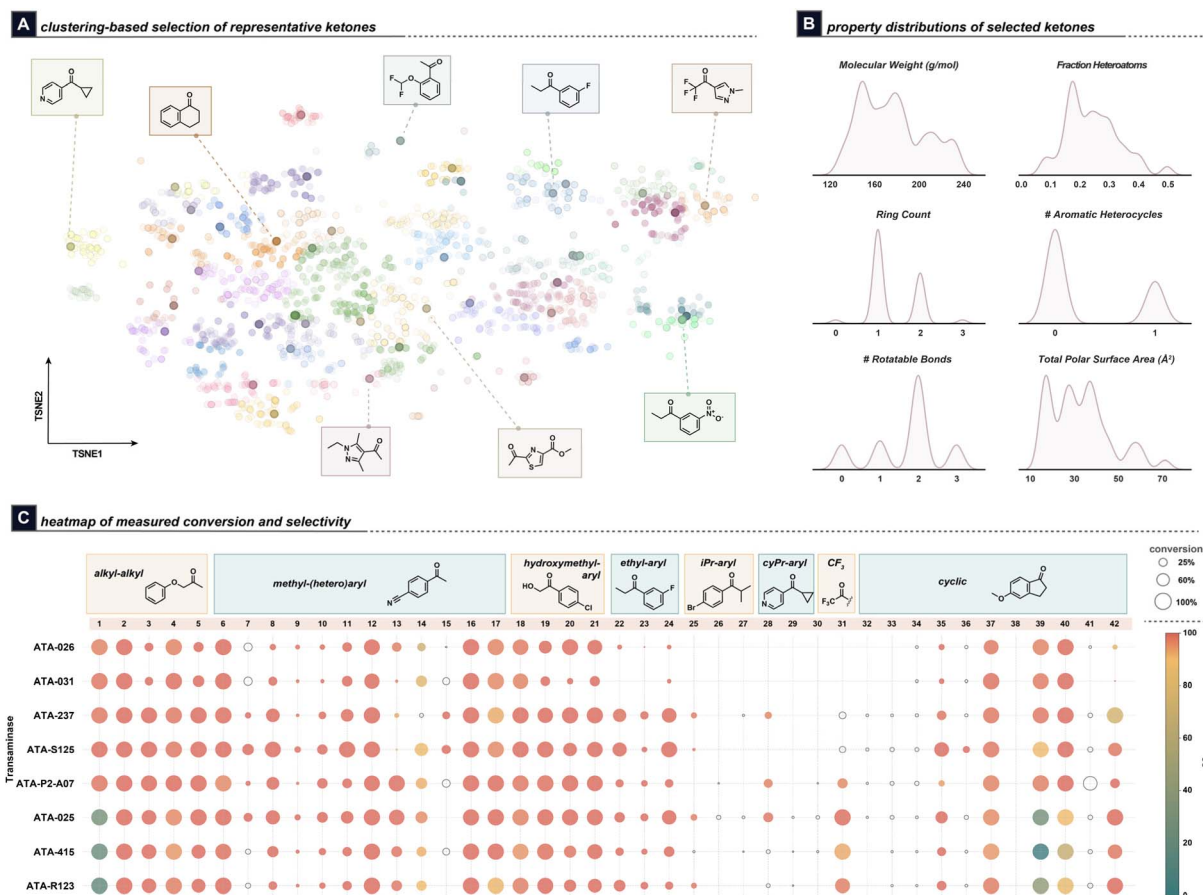 A clustering-based selection of representative ketones
B property distributions of selected ketones
TSNE2
TSNE1
Molecular Weight (g/mol)
120 160 200 240
Fraction Heteroatoms
0.0 0.1 0.2 0.3 0.4 0.5
Ring Count
0 1 2 3
# Aromatic Heterocycles
0 1
# Rotatable Bonds
0 1 2 3
Total Polar Surface Area (Å²)
10 30 50 70
C heatmap of measured conversion and selectivity
alkyl-alkyl
methyl-(hetero)aryl
hydroxymethyl-
aryl
ethyl-aryl
iPr-aryl
cyPr-aryl
CF3
cyclic
1 2 3 4 5 6 7 8 9 10 11 12 13 14 15 16 17 18 19 20 21 22 23 24 25 26 27 28 29 30 31 32 33 34 35 36 37 38 39 40 41 42
Transaminase
ATA-026
ATA-031
ATA-237
ATA-S125
ATA-P2-A07
ATA-025
ATA-415
ATA-R123
conversion
25%
60%
100%
100
80
60
40
20
0